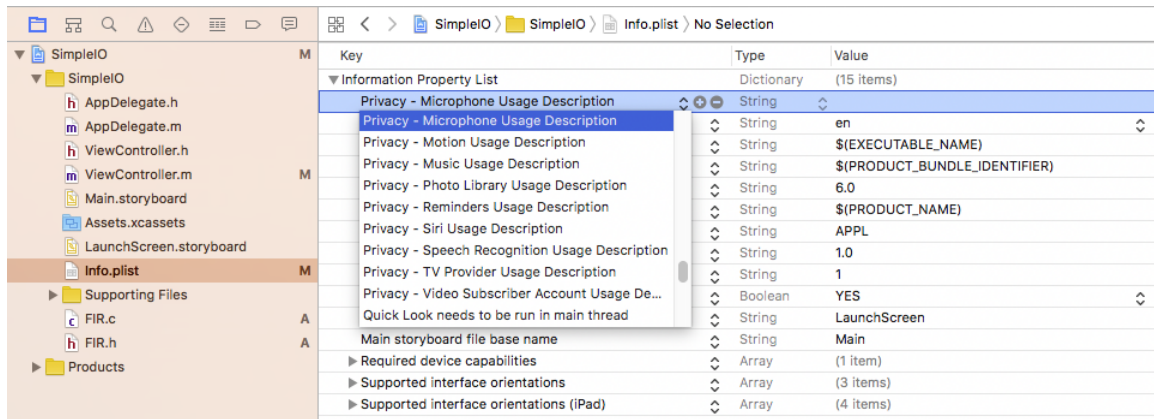 SimpleIO 〉 SimpleIO 〉 Info.plist 〉 No Selection
SimpleIO M
SimpleIO
h AppDelegate.h
m AppDelegate.m
h ViewController.h
m ViewController.m M
Main.storyboard
Assets.xcassets
LaunchScreen.storyboard
Info.plist M
Supporting Files
c FIR.c A
h FIR.h A
Products
Key Type Value
Information Property List Dictionary (15 items)
Privacy - Microphone Usage Description String
Privacy - Microphone Usage Description String en
Privacy - Motion Usage Description String $(EXECUTABLE_NAME)
Privacy - Music Usage Description String $(PRODUCT_BUNDLE_IDENTIFIER)
Privacy - Photo Library Usage Description String 6.0
Privacy - Reminders Usage Description String $(PRODUCT_NAME)
Privacy - Siri Usage Description String APPL
Privacy - Speech Recognition Usage Description String 1.0
Privacy - TV Provider Usage Description String 1
Privacy - Video Subscriber Account Usage De... Boolean YES
Quick Look needs to be run in main thread String LaunchScreen
Main storyboard file base name String Main
Required device capabilities Array (1 item)
Supported interface orientations Array (3 items)
Supported interface orientations (iPad) Array (4 items)